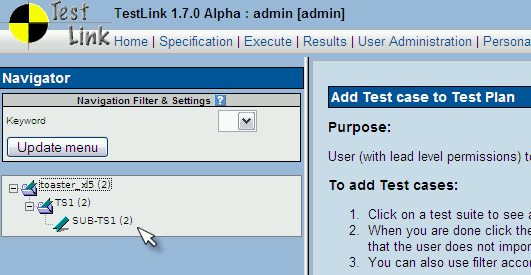 Test Link
TestLink 1.7.0 Alpha : admin [admin]
Home | Specification | Execute | Results | User Administration | Persona
Navigator
Navigation Filter & Settings ?
Keyword
Update menu
toaster_xl5 (2)
TS1 (2)
SUB-TS1 (2)
Add Test case to Test Plan
Purpose:
User (with lead level permissions) to
To add Test cases:
1. Click on a test suite to see a
2. When you are done click the
that the user does not impor
3. You can also use filter accor